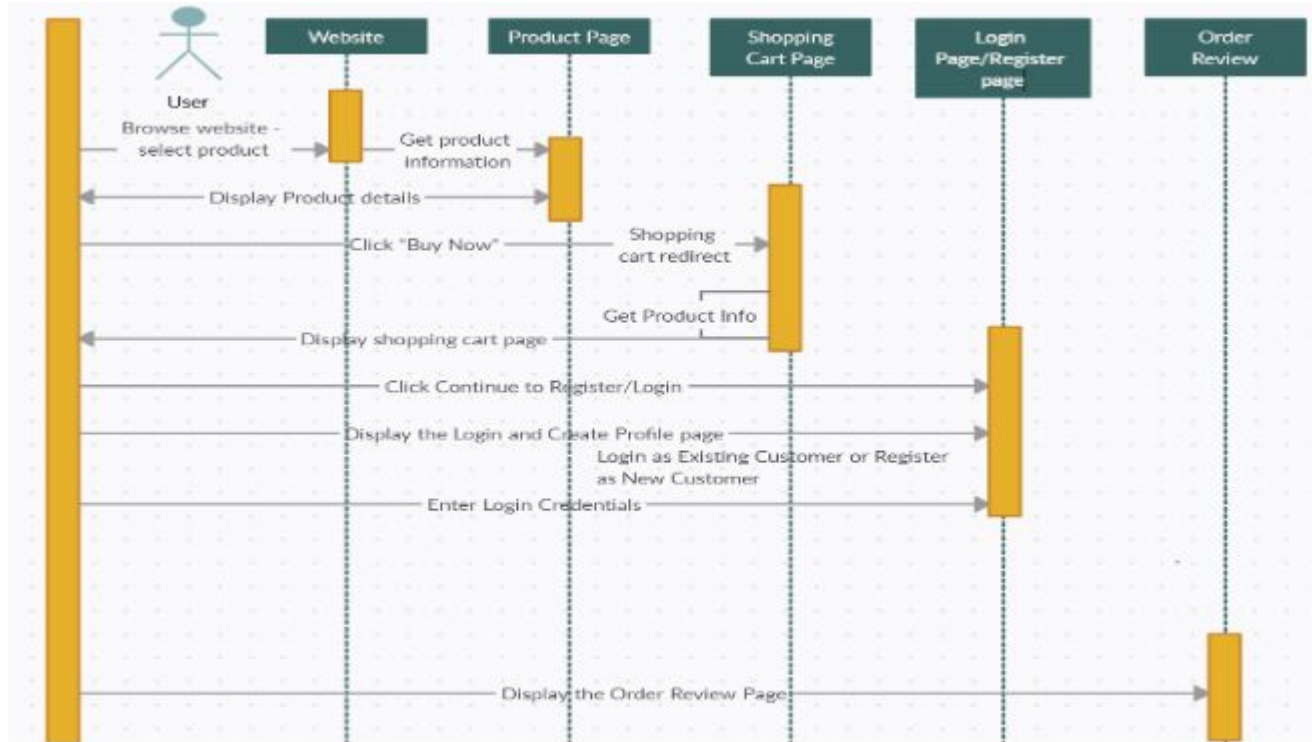 Website
Product Page
Shopping
Cart Page
Login
Page/Register
page
Order
Review
User
Browse website -
select product
Get product
information
Display Product details
Click "Buy Now"
Shopping
cart redirect
Get Product Info
Display shopping cart page
Click Continue to Register/Login
Display the Login and Create Profile page
Login as Existing Customer or Register
as New Customer
Enter Login Credentials
Display the Order Review Page